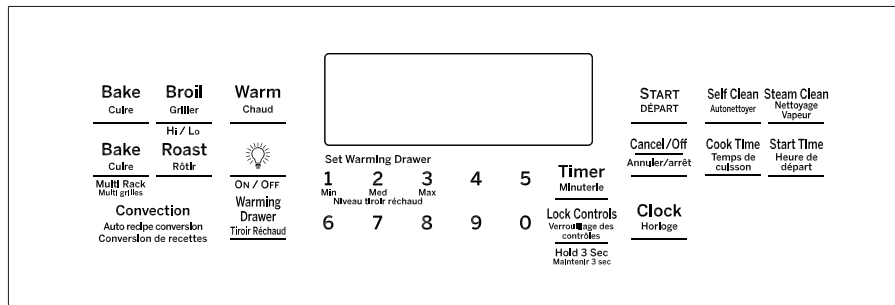 Bake
Cuire
Broil
Griller
Hi / Lo
Warm
Chaud
Bake
Cuire
Multi Rack
Multi grilles
Roast
Rôtir
ON / OFF
Convection
Auto recipe conversion
Conversion de recettes
Warming
Drawer
Tiroir Réchaud
Set Warming Drawer
1 2 3 4 5
Min Med Max
Niveau tiroir réchaud
6 7 8 9 0
Timer
Minuterie
Lock Controls
Verrouillage des
contrôles
Hold 3 Sec
Maintenir 3 sec
START
DÉPART
Cancel/Off
Annuler/arrêt
Clock
Horloge
Self Clean
Autonettoyer
Steam Clean
Nettoyage
Vapeur
Cook Time
Temps de
cuisson
Start Time
Heure de
départ